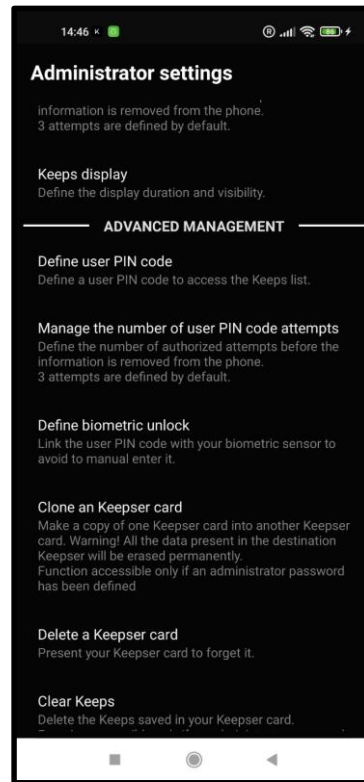 14:46 K
Administrator settings
information is removed from the phone.
3 attempts are defined by default.
Keeps display
Define the display duration and visibility.
ADVANCED MANAGEMENT
Define user PIN code
Define a user PIN code to access the Keeps list.
Manage the number of user PIN code attempts
Define the number of authorized attempts before the
information is removed from the phone.
3 attempts are defined by default.
Define biometric unlock
Link the user PIN code with your biometric sensor to
avoid to manual enter it.
Clone an Keepser card
Make a copy of one Keepser card into another Keepser
card. Warning! All the data present in the destination
Keepser will be erased permanently.
Function accessible only if an administrator password
has been defined
Delete a Keepser card
Present your Keepser card to forget it.
Clear Keeps
Delete the Keeps saved in your Keepser card.